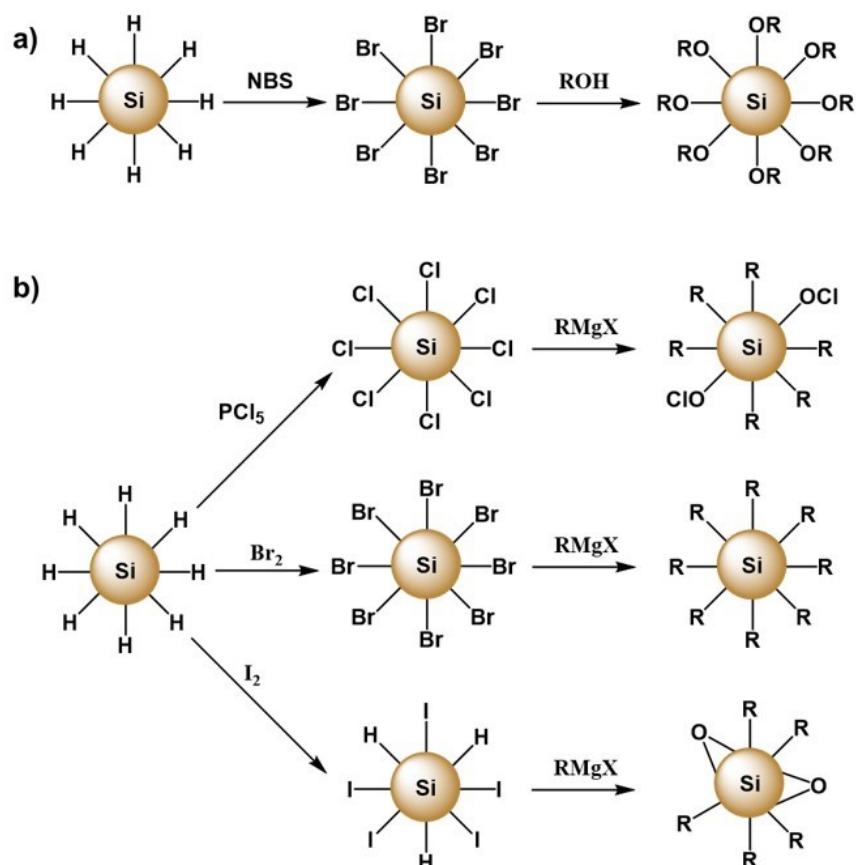 a)
H H H H Si H H H H
NBS
Br Br Br Br Si Br Br Br Br
ROH
OR RO OR RO Si OR RO OR OR
b)
Cl Cl Cl Cl Si Cl Cl Cl Cl
RMgX
R R OCl R Si R ClO R R
PCl5
H H H H Si H H H H
Br2
Br Br Br Br Si Br Br Br Br
RMgX
R R R R Si R R R R
I2
I H H I Si I I I H
RMgX
R R O Si O R R R